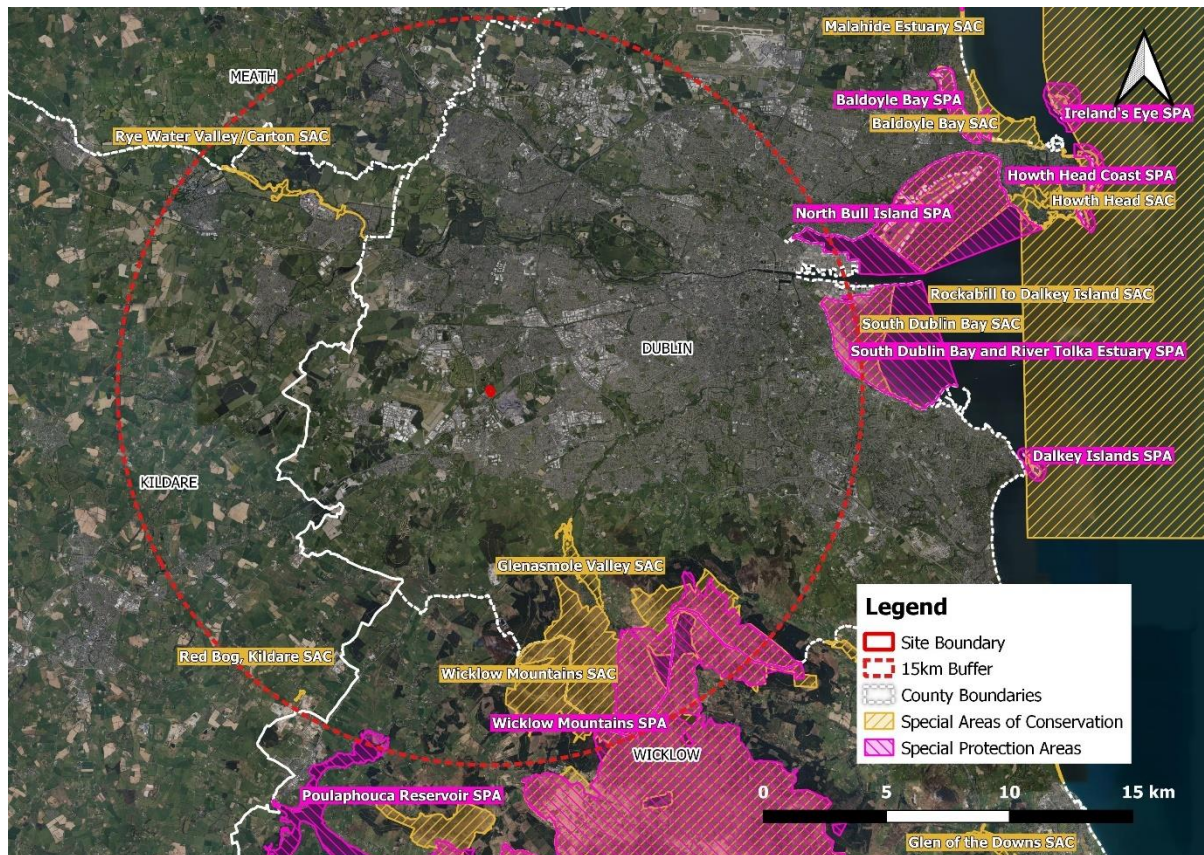 Malahide Estuary SAC
MEATH
Baldoyle Bay SPA
Ireland's Eye SPA
Baldoyle Bay SAC
Rye Water Valley/Carton SAC
Howth Head Coast SPA
Howth Head SAC
North Bull Island SPA
Rockabill to Dalkey Island SAC
South Dublin Bay SAC
DUBLIN
South Dublin Bay and River Tolka Estuary SPA
Dalkey Islands SPA
KILDARE
Glenasmole Valley SAC
Legend
Site Boundary
15km Buffer
County Boundaries
Special Areas of Conservation
Special Protection Areas
Red Bog, Kildare SAC
Wicklow Mountains SAC
Wicklow Mountains SPA
WICKLOW
Poulaphouca Reservoir SPA
0 5 10 15 km
Glen of the Downs SAC